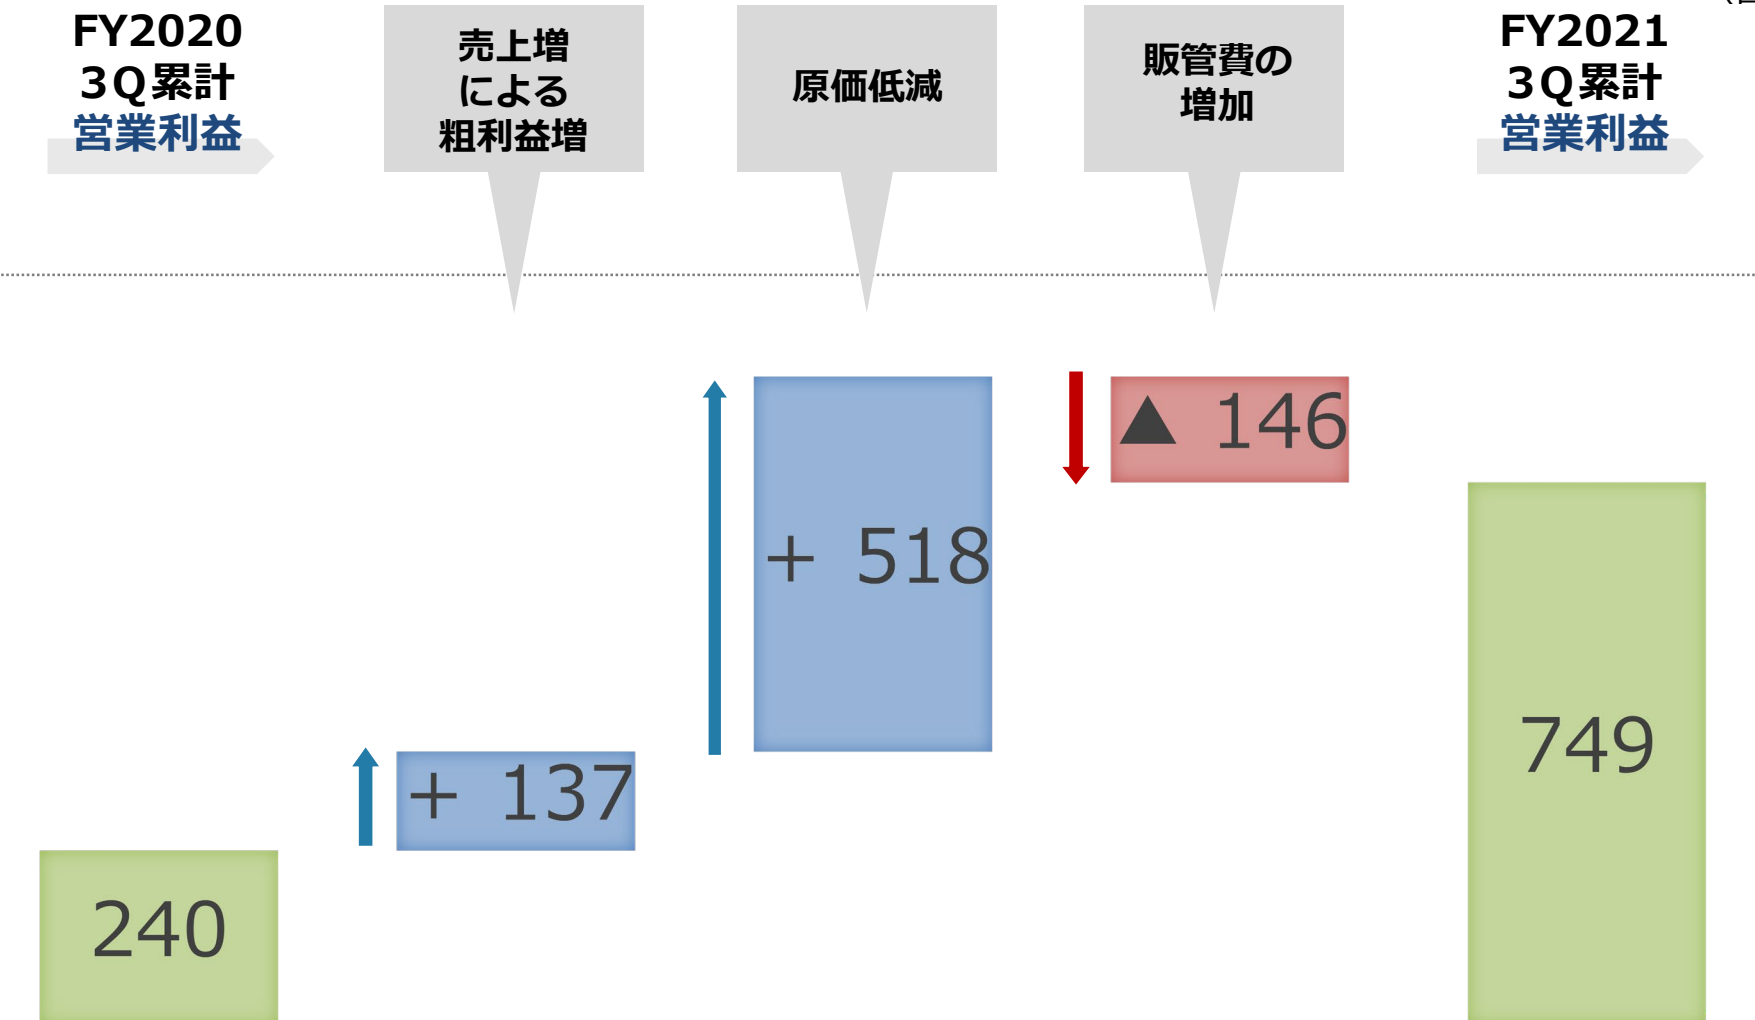 FY2020
3Q累計
営業利益
売上増
による
粗利益増
原価低減
販管費の
増加
FY2021
3Q累計
営業利益
+ 137
+ 518
▲ 146
240
749